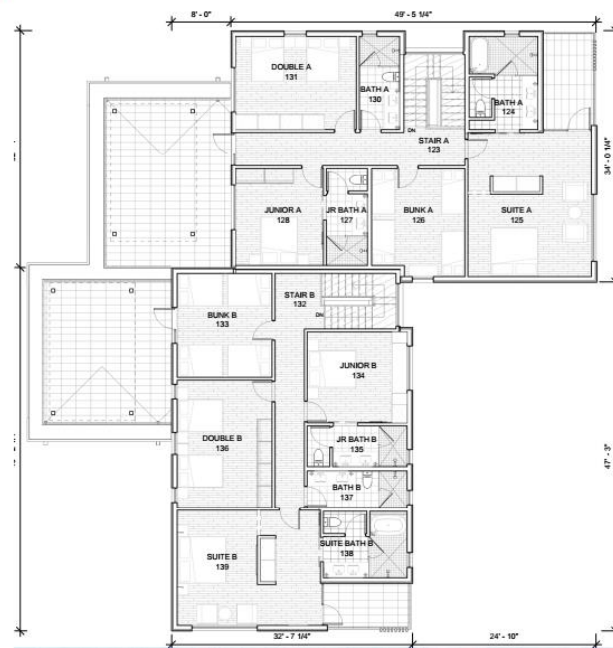 8' - 0"
49' - 5 1/4"
DOUBLE A
131
BATH A
130
BATH A
124
STAIR A
123
DN
34' - 0 1/4"
JUNIOR A
128
JR BATH A
127
BUNK A
126
SUITE A
125
STAIR B
132
DN
BUNK B
133
JUNIOR B
134
DOUBLE B
136
JR BATH B
135
BATH B
137
47' - 3"
SUITE B
139
SUITE BATH B
138
32' - 7 1/4"
24' - 10"